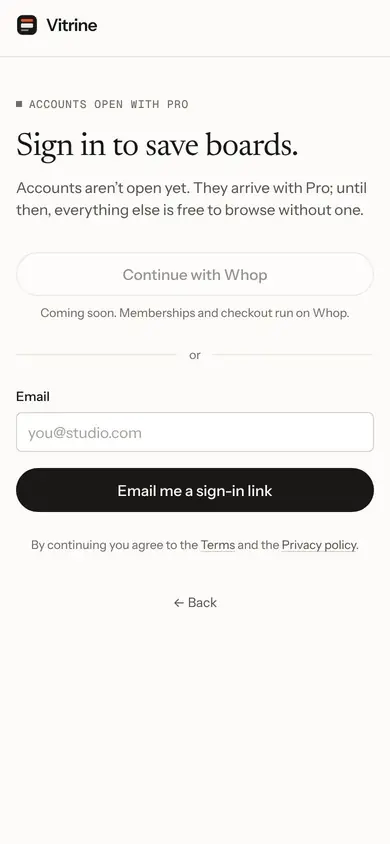 Vitrine
ACCOUNTS OPEN WITH PRO
Sign in to save boards.
Accounts aren’t open yet. They arrive with Pro; until
then, everything else is free to browse without one.
Continue with Whop
Coming soon. Memberships and checkout run on Whop.
or
Email
you@studio.com
Email me a sign-in link
By continuing you agree to the Terms and the Privacy policy.
← Back